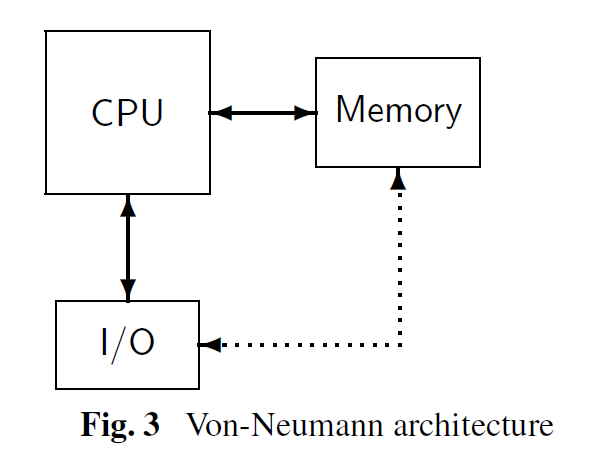 CPU
Memory
I/O
Fig. 3 Von-Neumann architecture